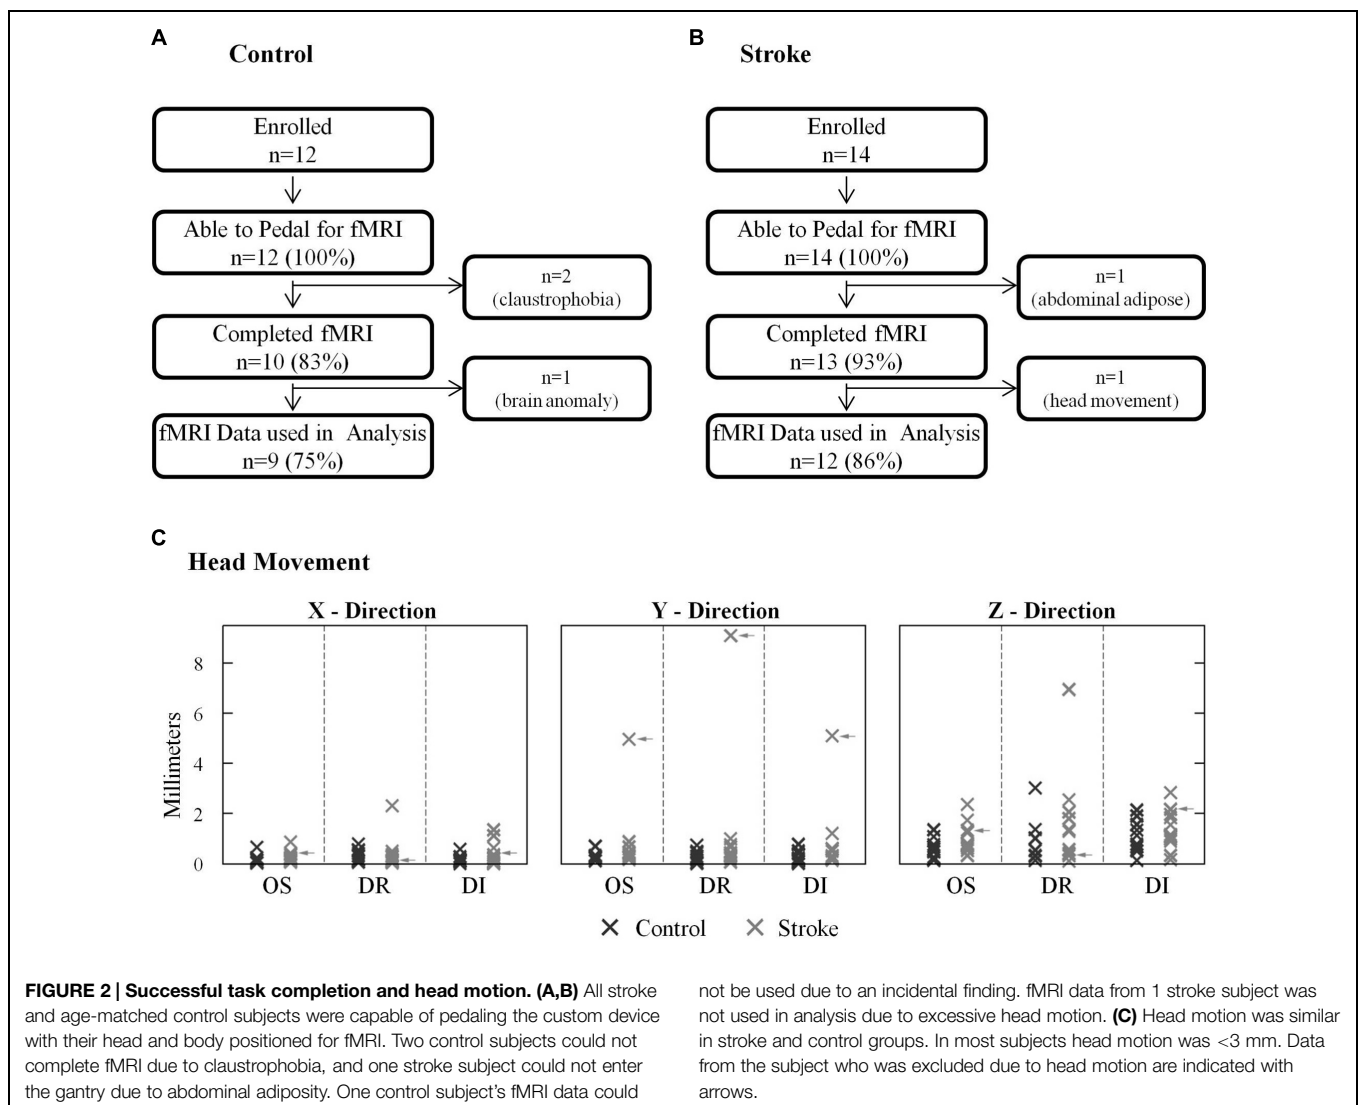 A
Control
Enrolled
n=12
Able to Pedal for fMRI
n=12 (100%)
n=2
(claustrophobia)
Completed fMRI
n=10 (83%)
n=1
(brain anomaly)
fMRI Data used in Analysis
n=9 (75%)
B
Stroke
Enrolled
n=14
Able to Pedal for fMRI
n=14 (100%)
n=1
(abdominal adipose)
Completed fMRI
n=13 (93%)
n=1
(head movement)
fMRI Data used in Analysis
n=12 (86%)
C
Head Movement
X - Direction
Y - Direction
Z - Direction
Millimeters
8
6
4
2
0
OS DR DI
OS DR DI
OS DR DI
Control Stroke
FIGURE 2 | Successful task completion and head motion. (A,B) All stroke
and age-matched control subjects were capable of pedaling the custom device
with their head and body positioned for fMRI. Two control subjects could not
complete fMRI due to claustrophobia, and one stroke subject could not enter
the gantry due to abdominal adiposity. One control subject's fMRI data could
not be used due to an incidental finding. fMRI data from 1 stroke subject was
not used in analysis due to excessive head motion. (C) Head motion was similar
in stroke and control groups. In most subjects head motion was <3 mm. Data
from the subject who was excluded due to head motion are indicated with
arrows.